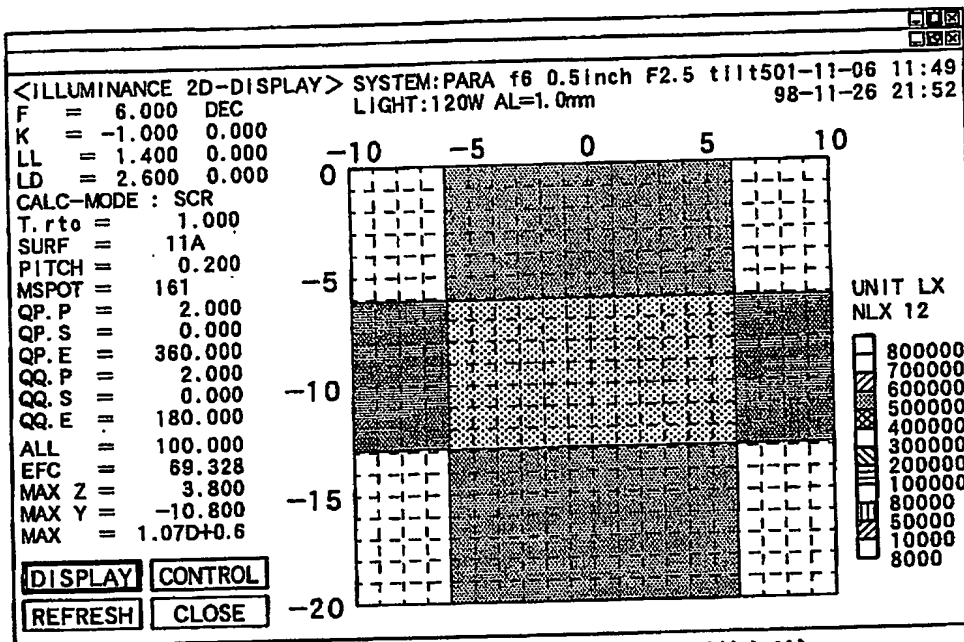 <ILLUMINANCE 2D-DISPLAY> SYSTEM:PARA f6 0.5inch F2.5 tilt501-11-06 11:49
LIGHT:120W AL=1.0mm 98-11-26 21:52
F = 6.000 DEC
K = -1.000 0.000
LL = 1.400 0.000
LD = 2.600 0.000
CALC-MODE : SCR
T.rto = 1.000
SURF = 11A
PITCH = 0.200
MSPOT = 161
QP.P = 2.000
QP.S = 0.000
QP.E = 360.000
QQ.P = 2.000
QQ.S = 0.000
QQ.E = 180.000
ALL = 100.000
EFC = 69.328
MAX Z = 3.800
MAX Y = -10.800
MAX = 1.07D+0.6
DISPLAY CONTROL
REFRESH CLOSE
-10 -5 0 5 10
0
-5
-10
-15
-20
UNIT LX
NLX 12
800000
700000
600000
500000
400000
300000
200000
100000
80000
50000
10000
8000